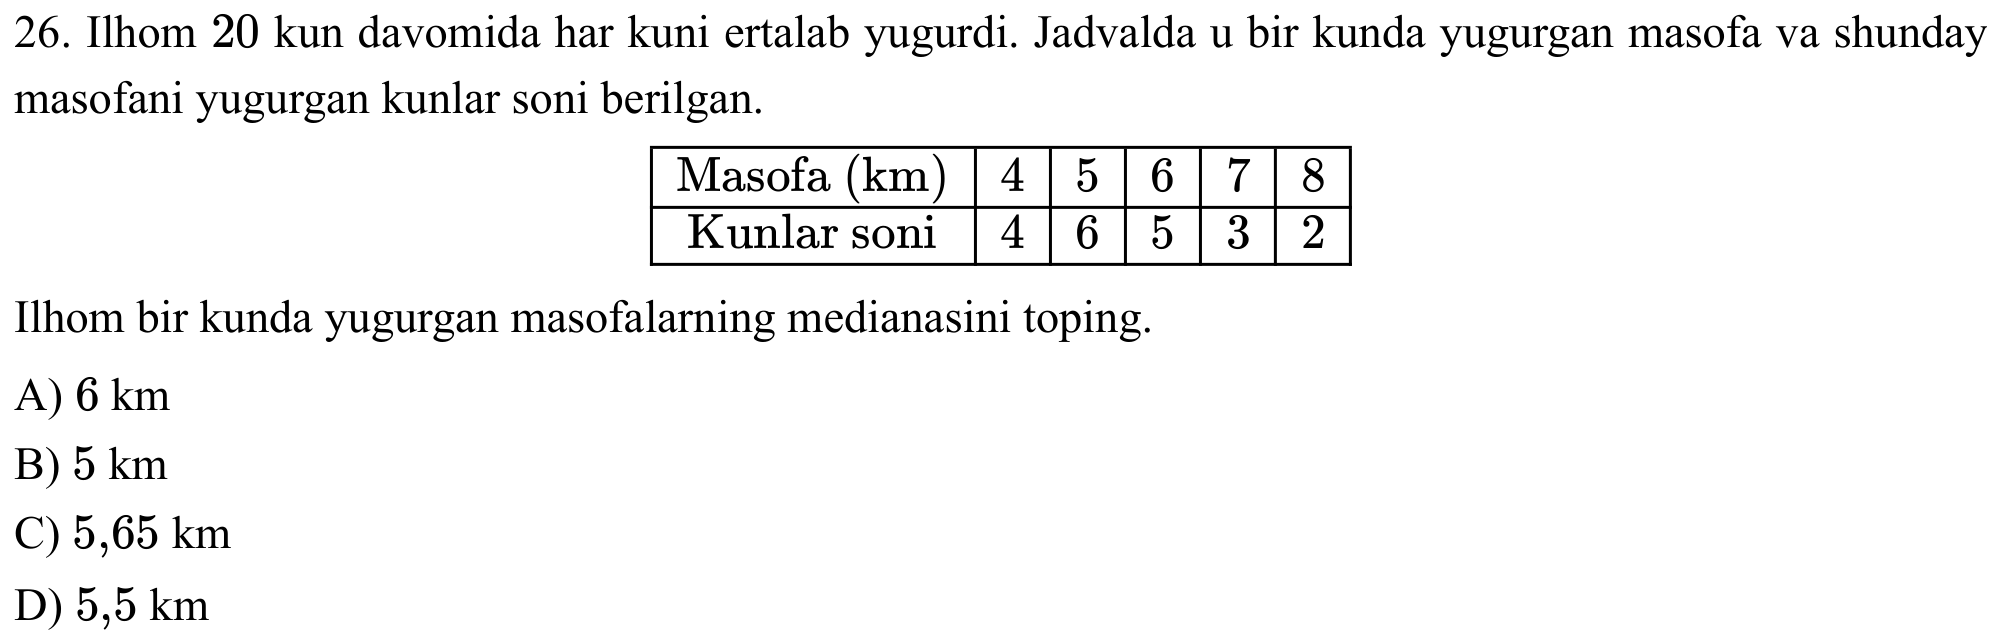 26. Ilhom 20 kun davomida har kuni ertalab yugurdi. Jadvalda u bir kunda yugurgan masofa va shunday
masofani yugurgan kunlar soni berilgan.
Masofa (km) 4 5 6 7 8
Kunlar soni 4 6 5 3 2
Ilhom bir kunda yugurgan masofalarning medianasini toping.
A) 6 km
B) 5 km
C) 5,65 km
D) 5,5 km